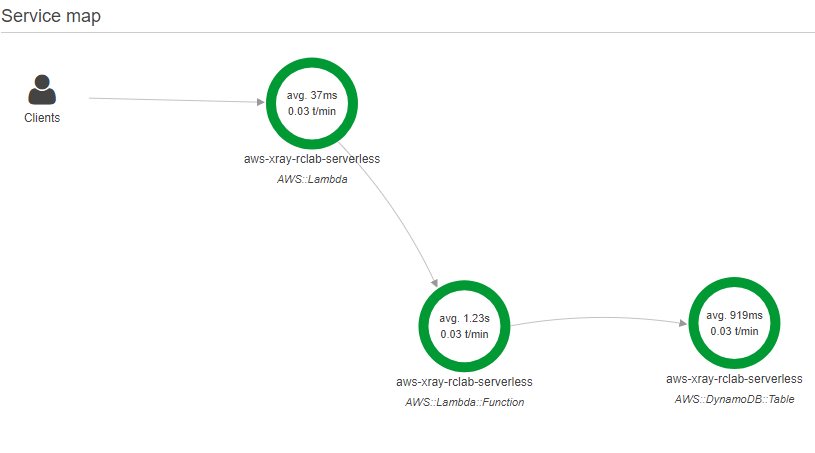 Service map
Clients
avg. 37ms
0.03 t/min
aws-xray-rclab-serverless
AWS::Lambda
avg. 1.23s
0.03 t/min
aws-xray-rclab-serverless
AWS::Lambda::Function
avg. 919ms
0.03 t/min
aws-xray-rclab-serverless
AWS::DynamoDB::Table